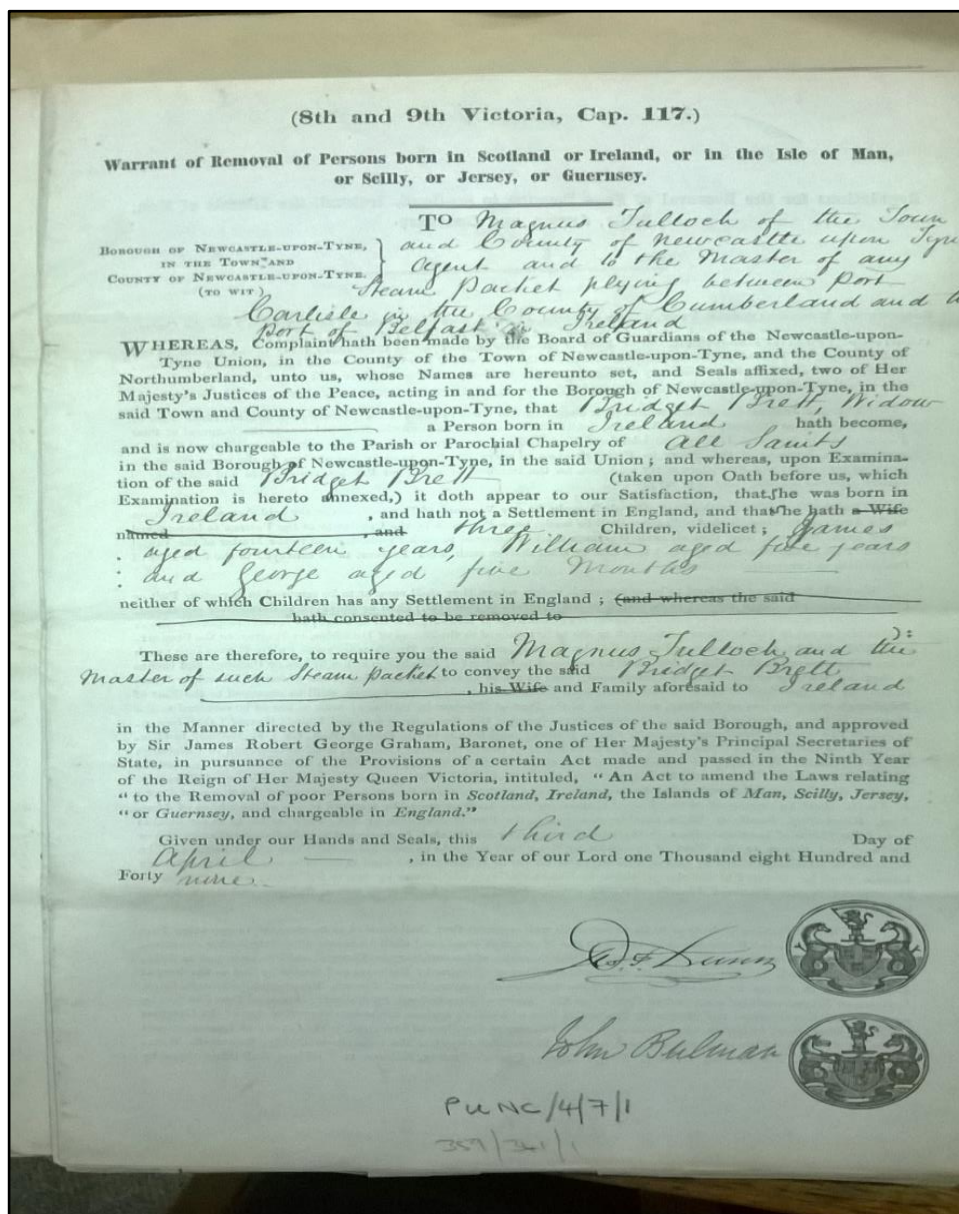 (8th and 9th Victoria, Cap. 117.)
Warrant of Removal of Persons born in Scotland or Ireland, or in the Isle of Man,
or Scilly, or Jersey, or Guernsey.
TO Magnus Tulloch of the Town
BOROUGH OF NEWCASTLE-UPON-TYNE, and County of Newcastle upon Tyne
IN THE TOWN AND Agent and to the Master of any
COUNTY OF NEWCASTLE-UPON-TYNE.
(TO WIT) Steam Packet plying between Port
Carlisle in the County of Cumberland and
Port of Belfast in Ireland
WHEREAS, Complaint hath been made by the Board of Guardians of the Newcastle-upon-
Tyne Union, in the County of the Town of Newcastle-upon-Tyne, and the County of
Northumberland, unto us, whose Names are hereunto set, and Seals affixed, two of Her
Majesty's Justices of the Peace, acting in and for the Borough of Newcastle-upon-Tyne, in the
said Town and County of Newcastle-upon-Tyne, that Bridget Brett, Widow
a Person born in Ireland hath become,
and is now chargeable to the Parish or Parochial Chapelry of All Saints
in the said Borough of Newcastle-upon-Tyne, in the said Union; and whereas, upon Examina-
tion of the said Bridget Brett (taken upon Oath before us, which
Examination is hereto annexed,) it doth appear to our Satisfaction, that she was born in
Ireland, and hath not a Settlement in England, and that she hath a Wife
named , and three Children, videlicet; James
aged fourteen years, William aged five years
and George aged five Months
neither of which Children has any Settlement in England; (and whereas the said
hath consented to be removed to
):
These are therefore, to require you the said Magnus Tulloch and the
Master of such Steam packet to convey the said Bridget Brett
, his Wife and Family aforesaid to Ireland
in the Manner directed by the Regulations of the Justices of the said Borough, and approved
by Sir James Robert George Graham, Baronet, one of Her Majesty's Principal Secretaries of
State, in pursuance of the Provisions of a certain Act made and passed in the Ninth Year
of the Reign of Her Majesty Queen Victoria, intituled, "An Act to amend the Laws relating
"to the Removal of poor Persons born in Scotland, Ireland, the Islands of Man, Scilly, Jersey,
"or Guernsey, and chargeable in England."
Given under our Hands and Seals, this third Day of
April , in the Year of our Lord one Thousand eight Hundred and
Forty nine.
Dunn
John Bulman
PU NC/4/7/1
359/341/1